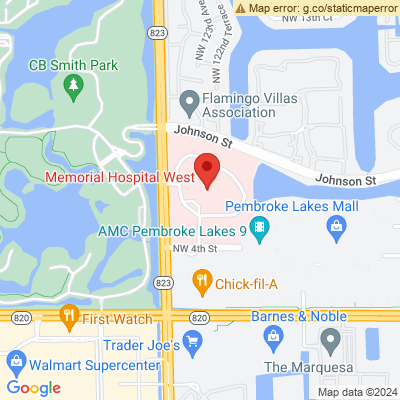 Map error: g.co/staticmaperror
NW 13th Ct
NW 123rd Ave
NW 122nd Terrace
823
CB Smith Park
Flamingo Villas
Association
Johnson St
Johnson St
Memorial Hospital West
Pembroke Lakes Mall
AMC Pembroke Lakes 9
NW 4th St
823
Chick-fil-A
820
First Watch
820
Barnes & Noble
Trader Joe's
Walmart Supercenter
The Marquesa
Google
Map data ©2024